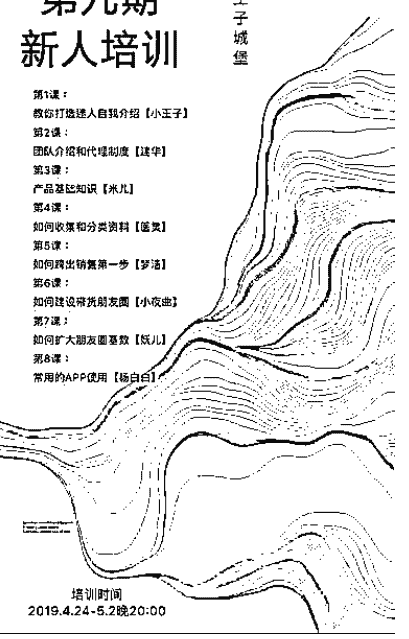 第九期
新人培训
子城堡
第1课：
教你打造迷人自我介绍【小王子】
第2课：
团队介绍和代理制度【建华】
第3课：
产品基础知识【米儿】
第4课：
如何收集和分类资料【】
第5课：
如何跨出销售第一步【梦洁】
第6课：
如何建设带货朋友圈【小夜曲】
第7课：
如何扩大朋友圈基数【妖儿】
第8课：
常用的APP使用【杨白白】
培训时间
2019.4.24-5.2晚20:00